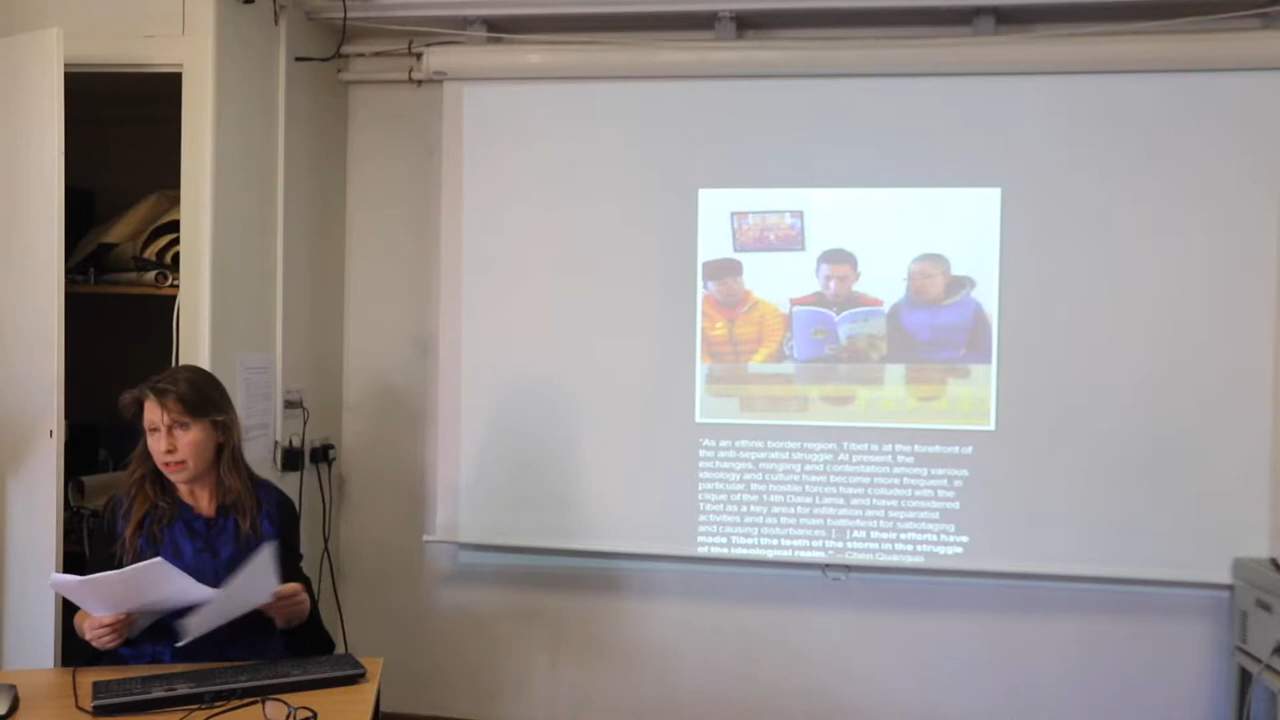 "As an ethnic border region, Tibet is at the forefront of
the anti-separatist struggle. At present, the
exchanges, mingling and contestation among various
ideology and culture have become more frequent, in
particular, the hostile forces have colluded with the
clique of the 14th Dalai Lama, and have considered
Tibet as a key area for infiltration and separatist
activities and as the main battlefield for sabotaging
and causing disturbances. [...] All their efforts have
made Tibet the teeth of the storm in the struggle
of the ideological realm." – Chen Quanguo